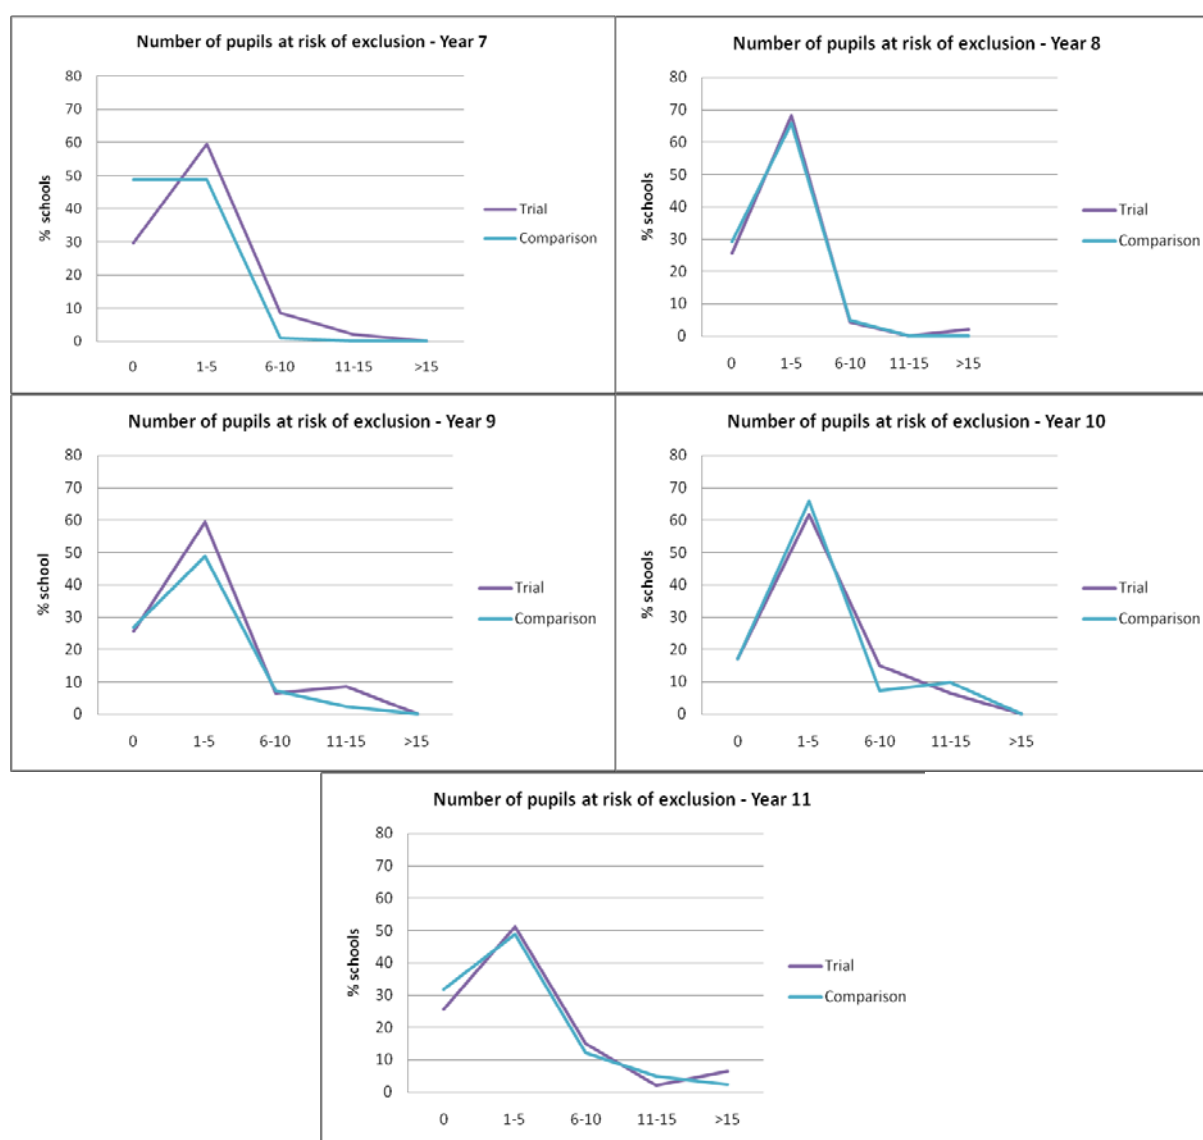 Number of pupils at risk of exclusion - Year 7
80
70
60
50
40
30
20
10
0
% schools
0 1-5 6-10 11-15 >15
Trial
Comparison
Number of pupils at risk of exclusion - Year 8
80
70
60
50
40
30
20
10
0
% schools
0 1-5 6-10 11-15 >15
Trial
Comparison
Number of pupils at risk of exclusion - Year 9
80
70
60
50
40
30
20
10
0
% school
0 1-5 6-10 11-15 >15
Trial
Comparison
Number of pupils at risk of exclusion - Year 10
80
70
60
50
40
30
20
10
0
% schools
0 1-5 6-10 11-15 >15
Trial
Comparison
Number of pupils at risk of exclusion - Year 11
80
70
60
50
40
30
20
10
0
% schools
0 1-5 6-10 11-15 >15
Trial
Comparison